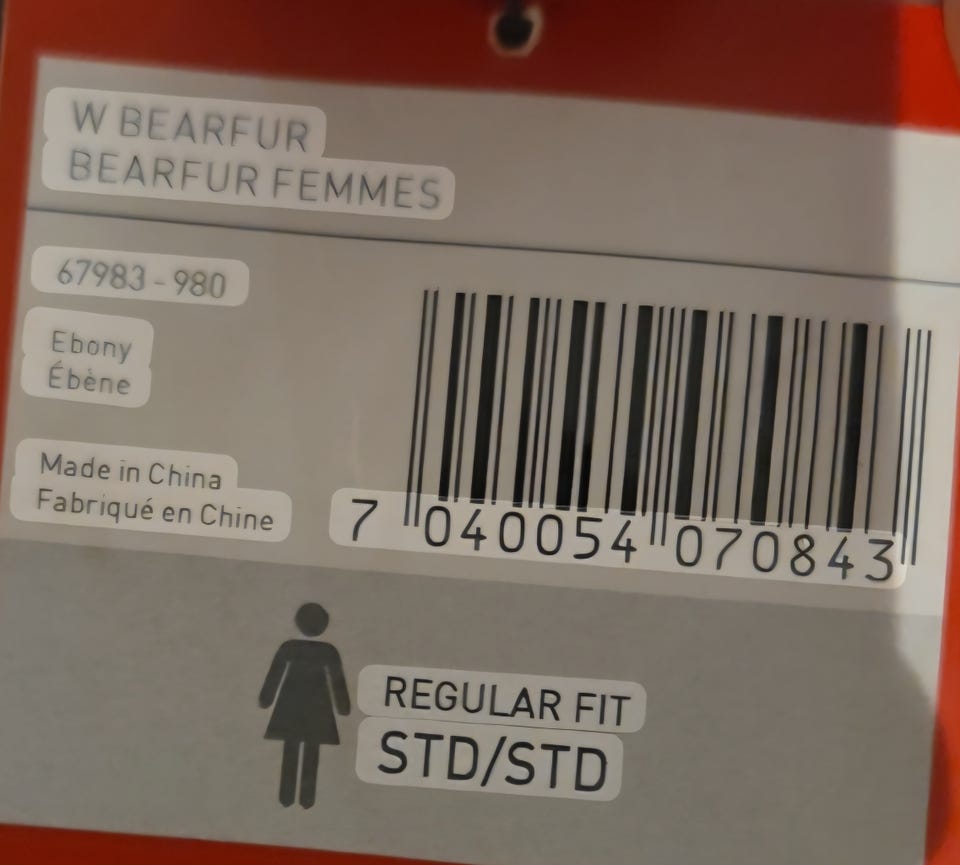 W BEARFUR
BEARFUR FEMMES
67983-980
Ebony
Ébène
Made in China
Fabriqué en Chine
7 040054 070843
REGULAR FIT
STD/STD